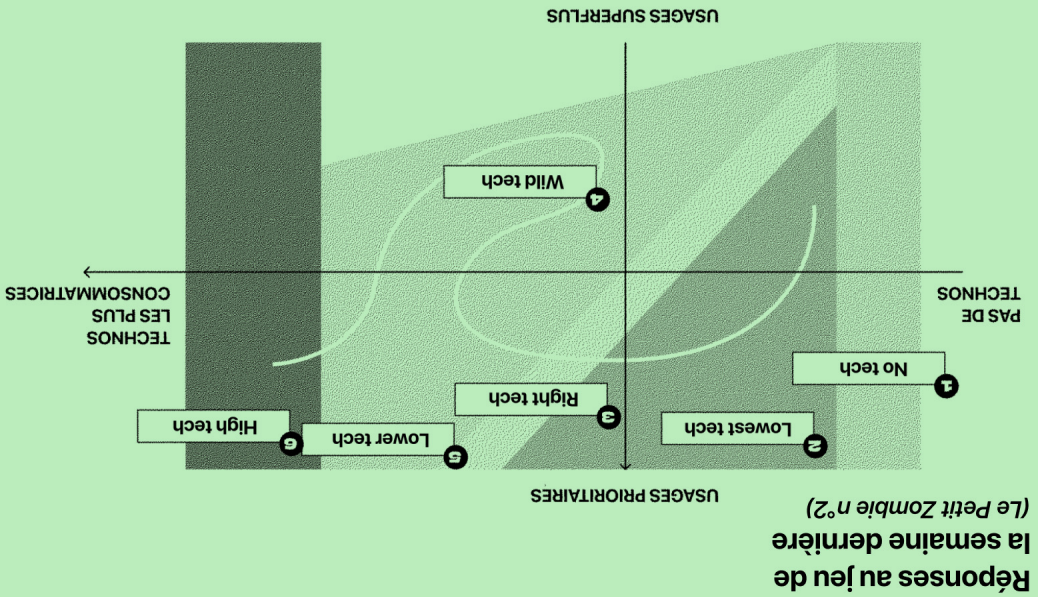 Réponses au jeu de
la semaine dernière
(Le Petit Zombie n°2)
USAGES PRIORITAIRES
1
No tech
2
Lowest tech
3
Right tech
5
Lower tech
6
High tech
PAS DE
TECHNOS
TECHNOS
LES PLUS
CONSOMMATRICES
4
Wild tech
USAGES SUPERFLUS